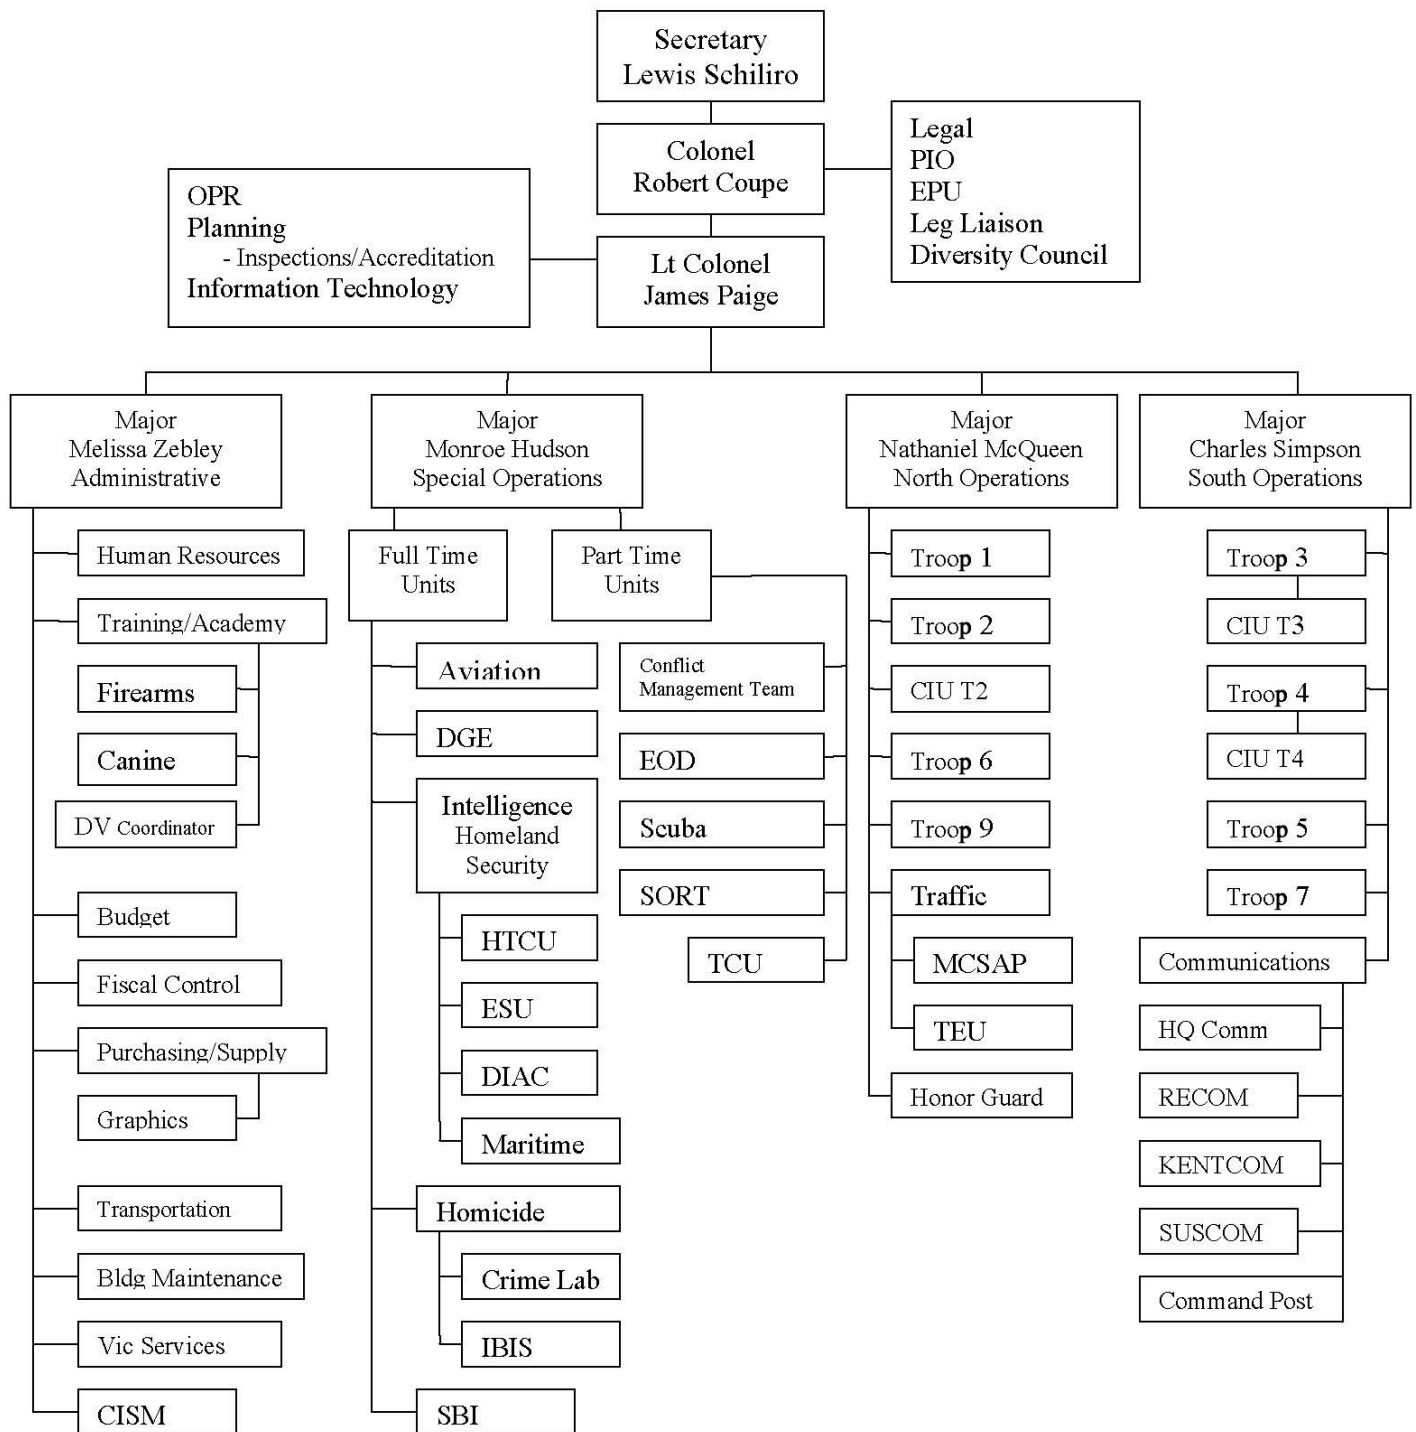 Secretary
Lewis Schiliro
Colonel
Robert Coupe
Legal
PIO
EPU
Leg Liaison
Diversity Council
OPR
Planning
- Inspections/Accreditation
Information Technology
Lt Colonel
James Paige
Major
Melissa Zebley
Administrative
Human Resources
Training/Academy
Firearms
Canine
DV Coordinator
Budget
Fiscal Control
Purchasing/Supply
Graphics
Transportation
Bldg Maintenance
Vic Services
CISM
Major
Monroe Hudson
Special Operations
Full Time
Units
Aviation
DGE
Intelligence
Homeland
Security
HTCU
ESU
DIAC
Maritime
Homicide
Crime Lab
IBIS
SBI
Part Time
Units
Conflict
Management Team
EOD
Scuba
SORT
TCU
Major
Nathaniel McQueen
North Operations
Troop 1
Troop 2
CIU T2
Troop 6
Troop 9
Traffic
MCSAP
TEU
Honor Guard
Major
Charles Simpson
South Operations
Troop 3
CIU T3
Troop 4
CIU T4
Troop 5
Troop 7
Communications
HQ Comm
RECOM
KENTCOM
SUSCOM
Command Post